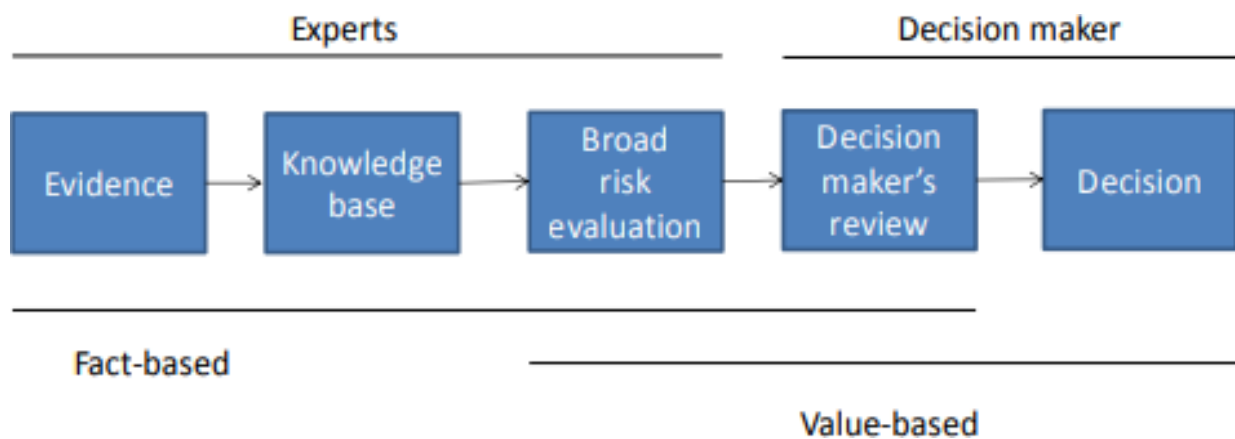 Experts
Decision maker
Evidence
Knowledge
base
Broad
risk
evaluation
Decision
maker's
review
Decision
Fact-based
Value-based